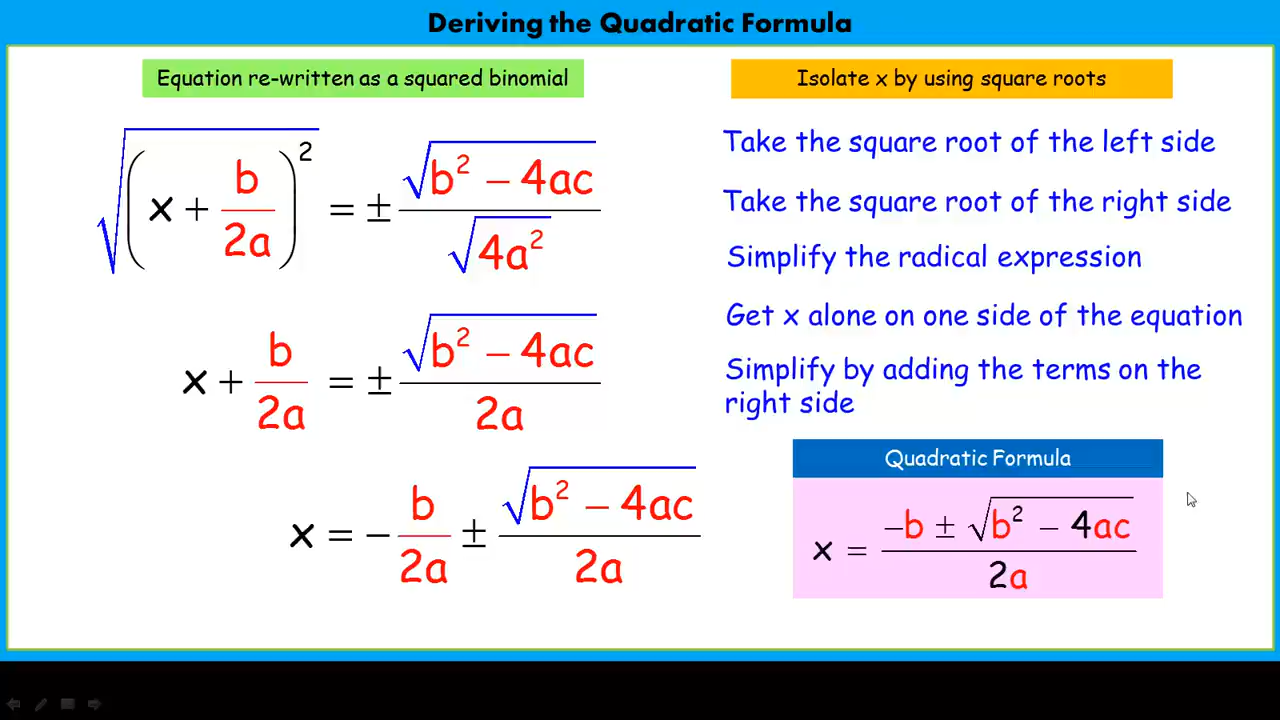 Deriving the Quadratic Formula
Equation re-written as a squared binomial
√(x + b/2a)² = ± √b² − 4ac / √4a²
x + b/2a = ± √b² − 4ac / 2a
x = − b/2a ± √b² − 4ac / 2a
Isolate x by using square roots
Take the square root of the left side
Take the square root of the right side
Simplify the radical expression
Get x alone on one side of the equation
Simplify by adding the terms on the
right side
Quadratic Formula
x = −b ± √b² − 4ac / 2a